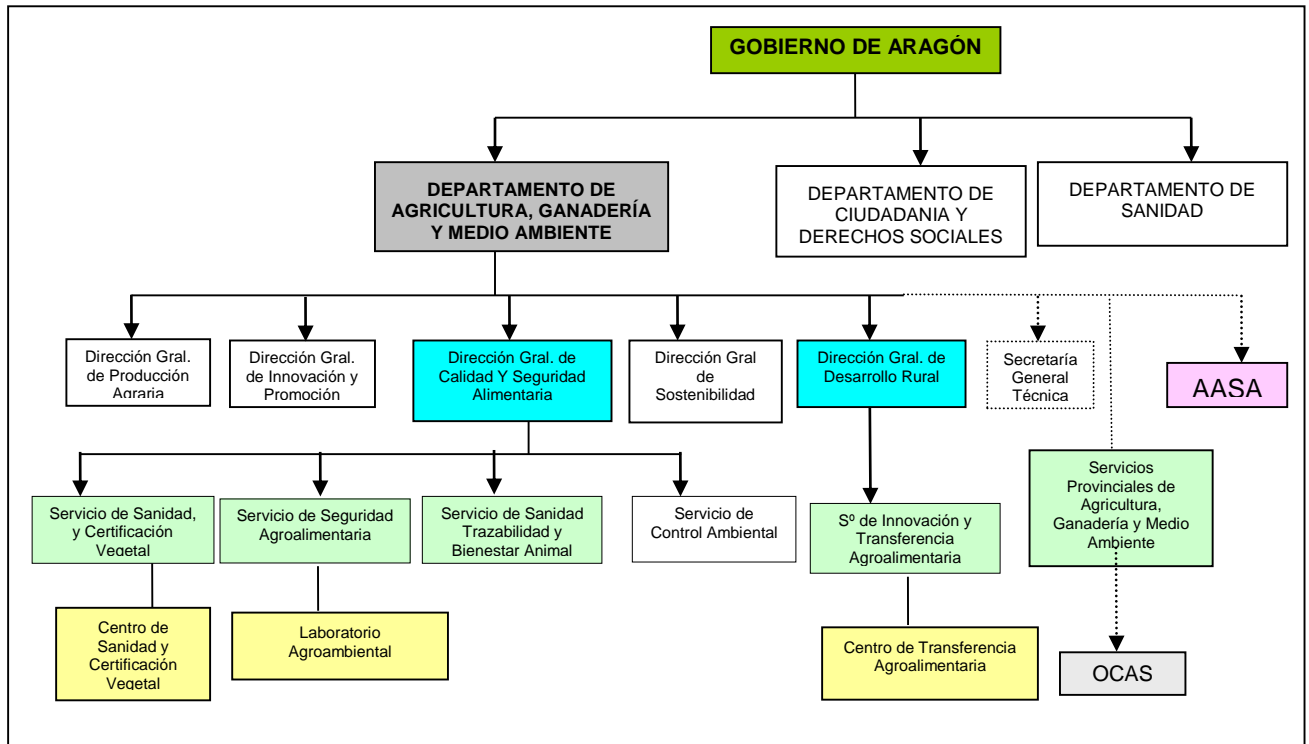 GOBIERNO DE ARAGÓN
DEPARTAMENTO DE
AGRICULTURA, GANADERÍA
Y MEDIO AMBIENTE
DEPARTAMENTO DE
CIUDADANIA Y
DERECHOS SOCIALES
DEPARTAMENTO DE
SANIDAD
Dirección Gral.
de Producción
Agraria
Dirección Gral.
de Innovación y
Promoción
Dirección Gral. de
Calidad Y Seguridad
Alimentaria
Dirección Gral
de
Sostenibilidad
Dirección Gral. de
Desarrollo Rural
Secretaría
General
Técnica
AASA
Servicio de Sanidad,
y Certificación
Vegetal
Servicio de Seguridad
Agroalimentaria
Servicio de Sanidad
Trazabilidad y
Bienestar Animal
Servicio de
Control Ambiental
Sº de Innovación y
Transferencia
Agroalimentaria
Servicios
Provinciales de
Agricultura,
Ganadería y Medio
Ambiente
Centro de
Sanidad y
Certificación
Vegetal
Laboratorio
Agroambiental
Centro de Transferencia
Agroalimentaria
OCAS